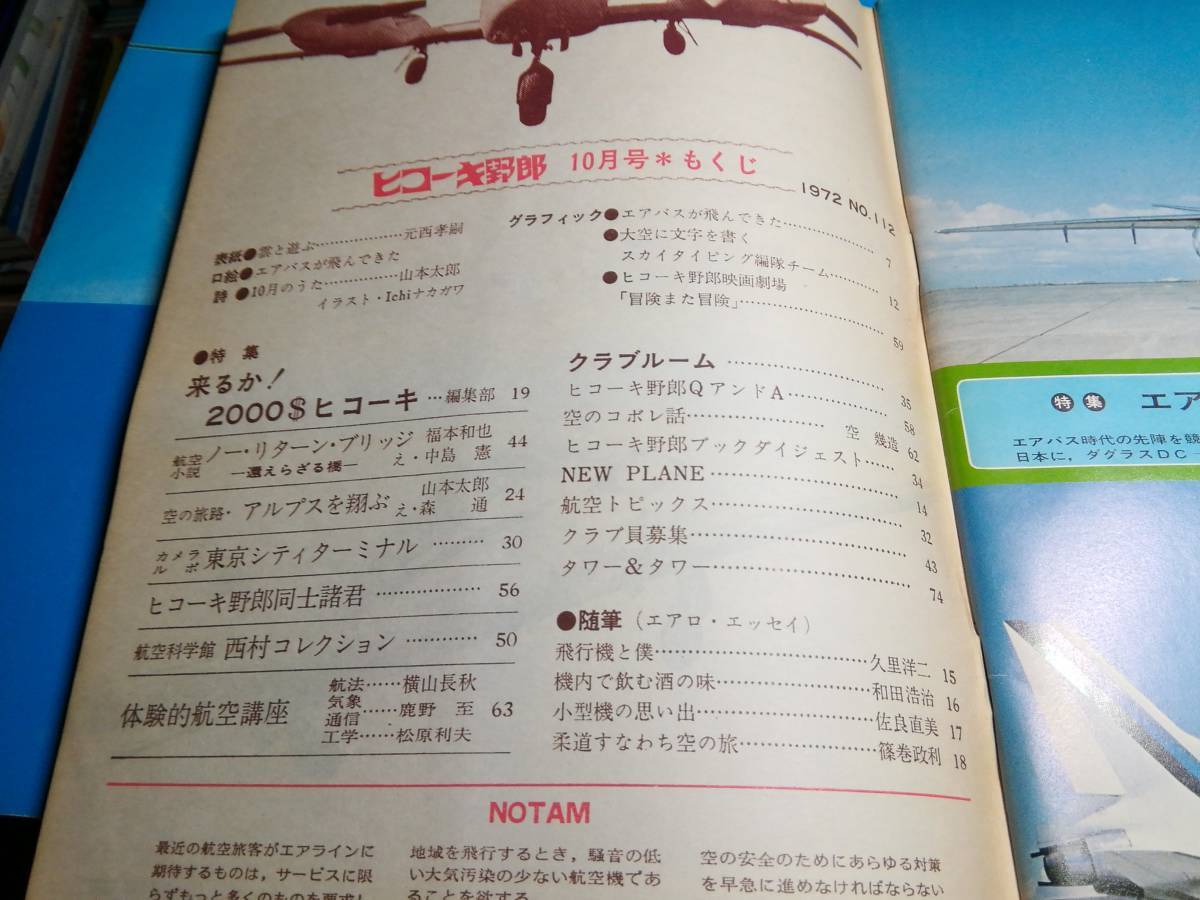 ヒコーキ野郎 10月号*もくじ
1972 NO.112
表紙●雲と遊ぶ………………元西孝嗣
口絵●エアバスが飛んできた
詩●10月のうた……………山本太郎
イラスト・Ichiナカガワ
グラフィック●エアバスが飛んできた……………… 7
●大空に文字を書く
スカイタイピング編隊チーム……… 12
●ヒコーキ野郎映画劇場
「冒険また冒険」……………………… 59
●特集
来るか!
2000$ヒコーキ…編集部 19
航空小説 ノー・リターン・ブリッジ 福本和也
―還えらざる橋― え・中島 憲 44
空の旅路・アルプスを翔ぶ 山本太郎
え・森 通 24
カメラルポ 東京シティターミナル ……… 30
ヒコーキ野郎同士諸君 ……………… 56
航空科学館 西村コレクション ………… 50
体験的航空講座
航法……横山長秋
気象
通信……鹿野 至 63
工学……松原利夫
クラブルーム ……………………… 35
ヒコーキ野郎QアンドA……………… 58
空のコボレ話………………空 幾造 62
ヒコーキ野郎ブックダイジェスト…… 34
NEW PLANE……………………… 14
航空トピックス……………………… 32
クラブ員募集………………………… 43
タワー&タワー……………………… 74
●随筆(エアロ・エッセイ)
飛行機と僕………………………久里洋二 15
機内で飲む酒の味………………和田浩治 16
小型機の思い出…………………佐良直美 17
柔道すなわち空の旅……………篠巻政利 18
NOTAM
最近の航空旅客がエアラインに
期待するものは,サービスに限
らずもっと多くのものを要求し
地域を飛行するとき,騒音の低
い大気汚染の少ない航空機であ
ることを欲する
空の安全のためにあらゆる対策
を早急に進めなければならない
特集 エア
エアバス時代の先陣を競
日本に,ダグラスDC-